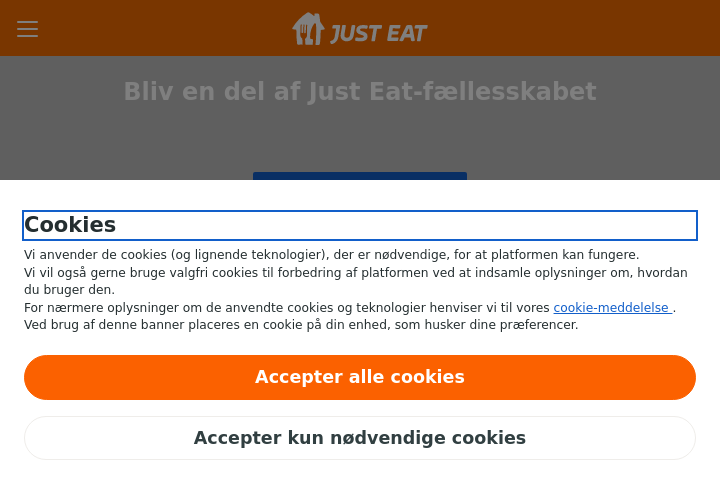 JUST EAT
Bliv en del af Just Eat-fællesskabet
Cookies
Vi anvender de cookies (og lignende teknologier), der er nødvendige, for at platformen kan fungere.
Vi vil også gerne bruge valgfri cookies til forbedring af platformen ved at indsamle oplysninger om, hvordan
du bruger den.
For nærmere oplysninger om de anvendte cookies og teknologier henviser vi til vores cookie-meddelelse .
Ved brug af denne banner placeres en cookie på din enhed, som husker dine præferencer.
Accepter alle cookies
Accepter kun nødvendige cookies